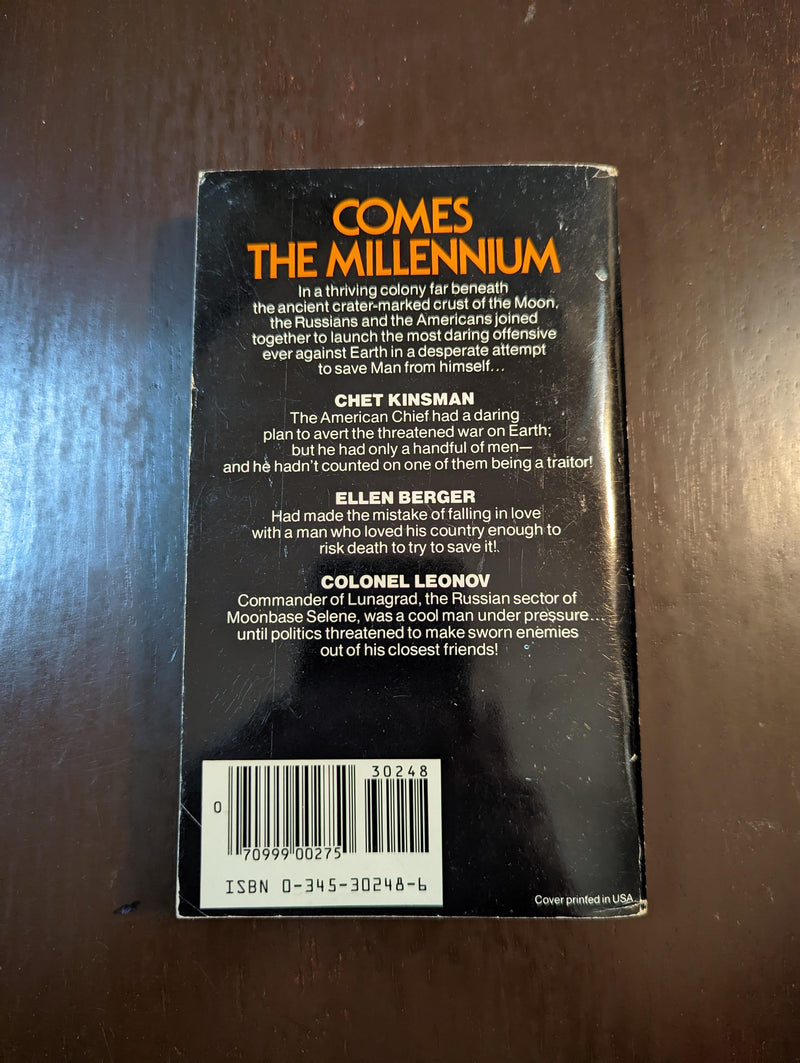 COMES
THE MILLENNIUM
In a thriving colony far beneath
the ancient crater-marked crust of the Moon,
the Russians and the Americans joined
together to launch the most daring offensive
ever against Earth in a desperate attempt
to save Man from himself...
CHET KINSMAN
The American Chief had a daring
plan to avert the threatened war on Earth;
but he had only a handful of men—
and he hadn't counted on one of them being a traitor!
ELLEN BERGER
Had made the mistake of falling in love
with a man who loved his country enough to
risk death to try to save it!
COLONEL LEONOV
Commander of Lunagrad, the Russian sector of
Moonbase Selene, was a cool man under pressure...
until politics threatened to make sworn enemies
out of his closest friends!
30248
0
70999 00275
ISBN 0-345-30248-6
Cover printed in USA